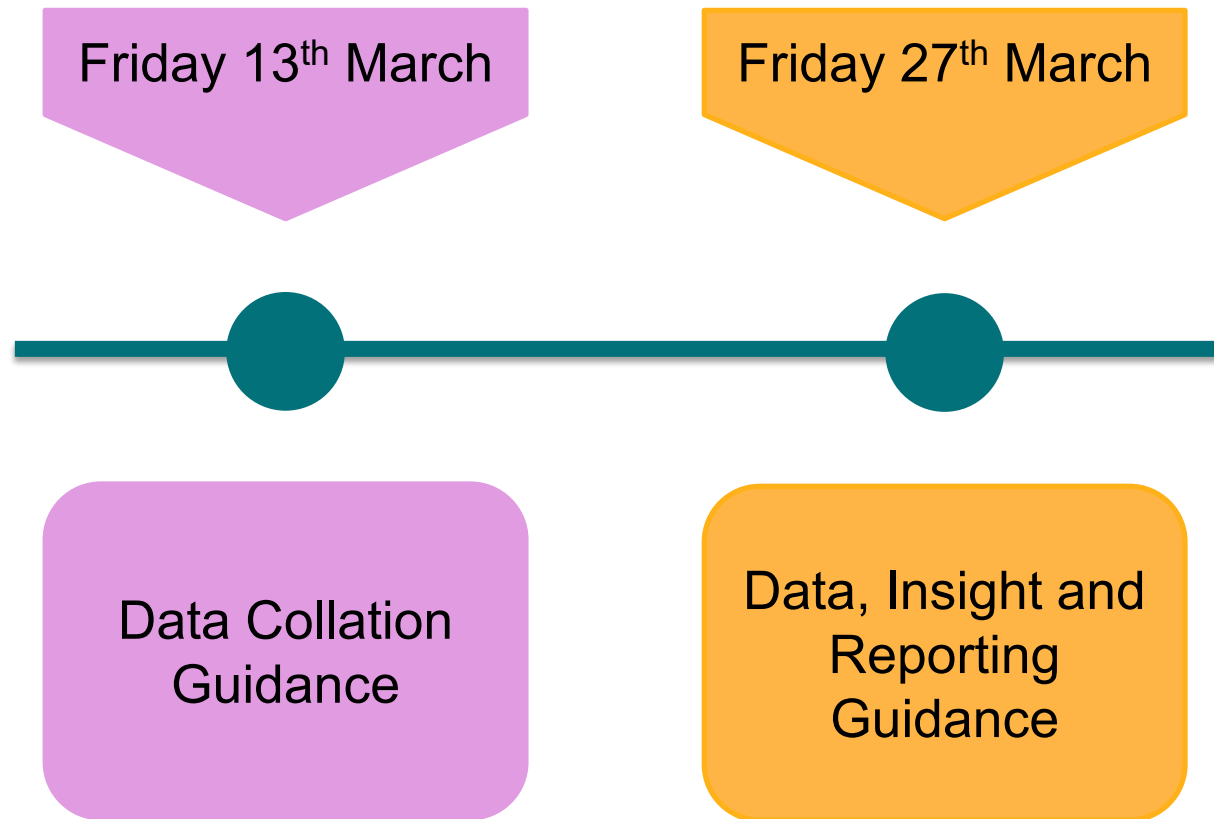 Friday 13th March
Friday 27th March
Data Collation
Guidance
Data, Insight and
Reporting
Guidance